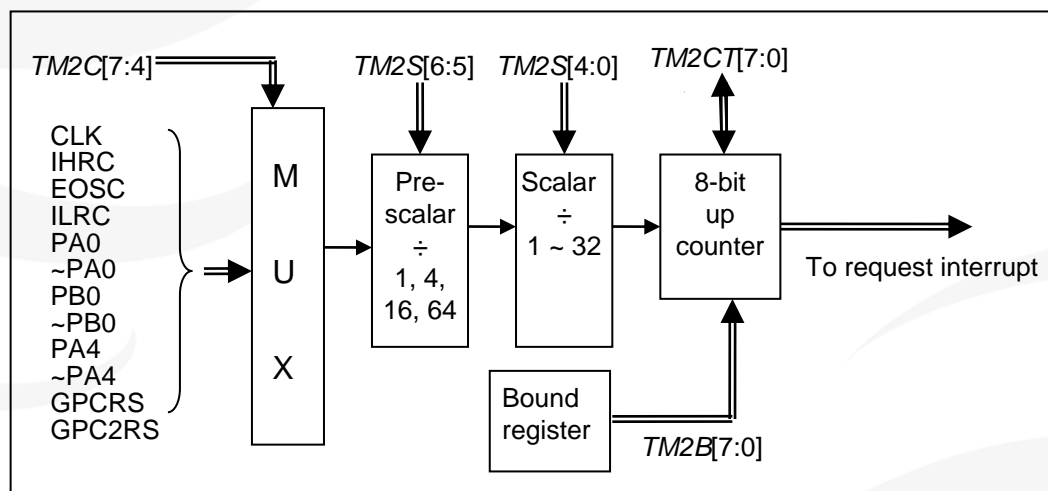 TM2C[7:4]
TM2S[6:5]
TM2S[4:0]
TM2CT[7:0]
CLK
IHRC
EOSC
ILRC
PA0
~PA0
PB0
~PB0
PA4
~PA4
GPCRS
GPC2RS
M
U
X
Pre-
scalar
÷
1, 4,
16, 64
Scalar
÷
1 ~ 32
8-bit
up
counter
To request interrupt
Bound
register
TM2B[7:0]